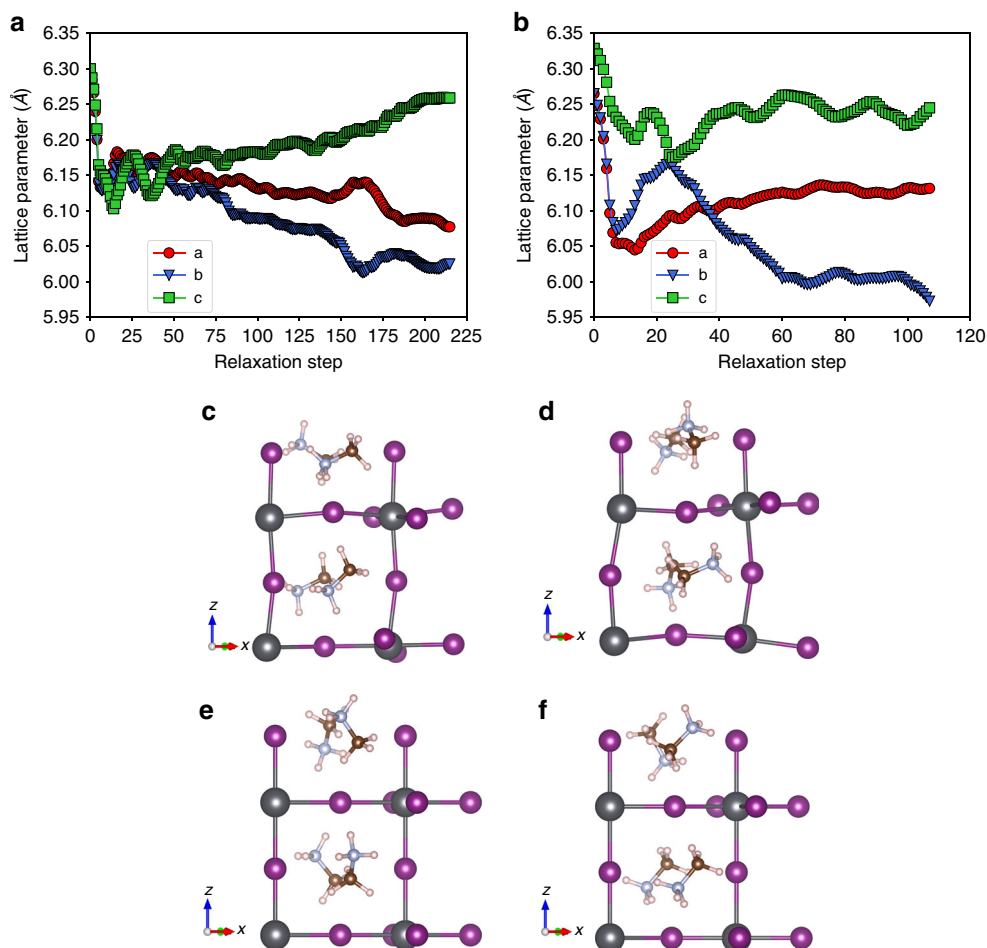 a
b
6.35
6.30
6.25
6.20
6.15
6.10
6.05
6.00
5.95
Lattice parameter (Å)
0 25 50 75 100 125 150 175 200 225
Relaxation step
a
b
c
6.35
6.30
6.25
6.20
6.15
6.10
6.05
6.00
5.95
Lattice parameter (Å)
0 20 40 60 80 100 120
Relaxation step
a
b
c
c
d
z
x
z
x
e
f
z
x
z
x